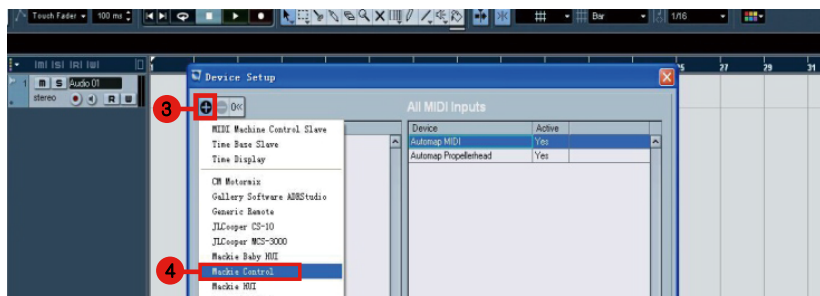 Touch Fader 100 ms Bar 1/16
25 27 29 31
1 M S Audio 01
stereo R W
Device Setup
3
All MIDI Inputs
MIDI Machine Control Slave
Time Base Slave
Time Display
CM Motormix
Gallery Software ADRStudio
Generic Remote
JLCooper CS-10
JLCooper MCS-3000
Mackie Baby HUI
4 Mackie Control
Mackie HUI
Device Active
Automap MIDI Yes
Automap Propellerhead Yes